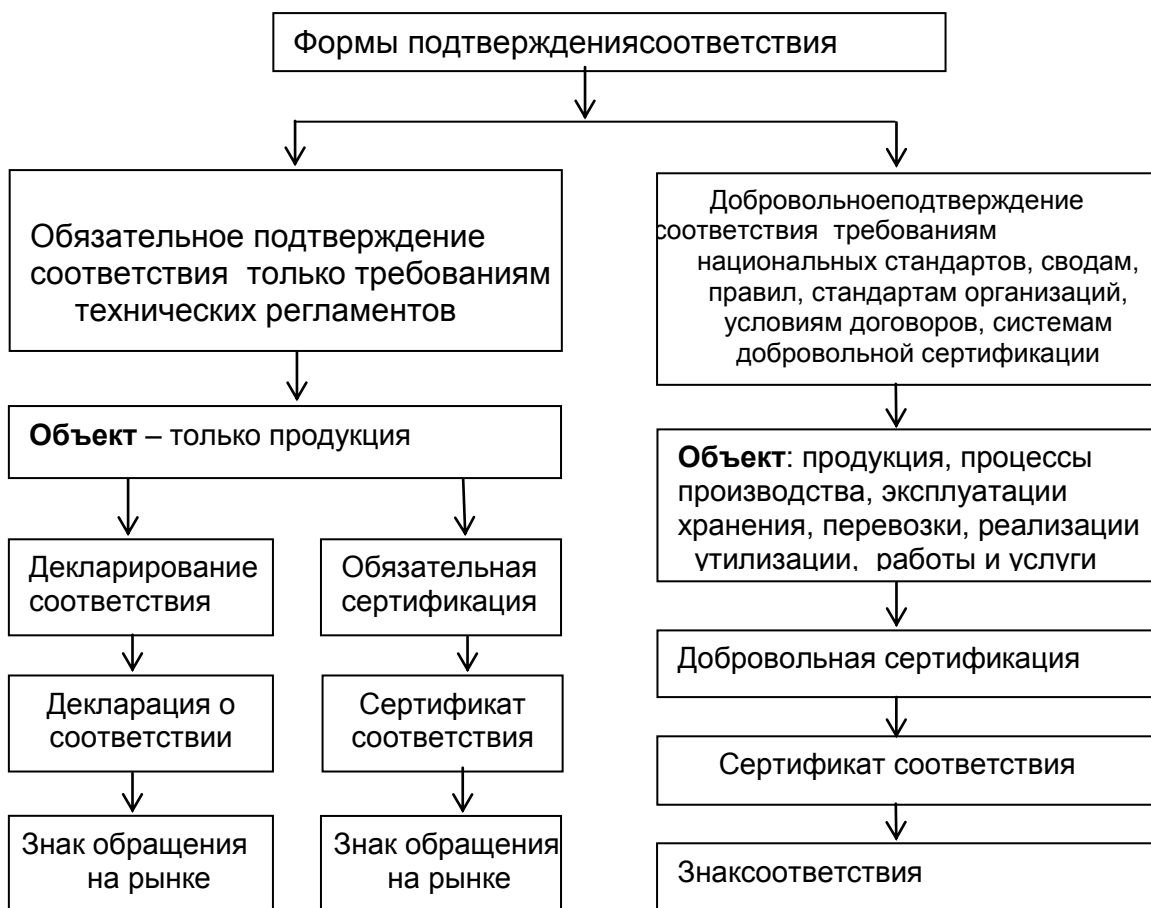 Формы подтveрждениясоответствия
Обязательное подтверждение
соответствия только требованиям
технических регламентов
Объект – только продукция
Декларирование
соответствия
Обязательная
сертификация
Декларация о
соответствии
Сертификат
соответствия
Знак обращения
на рынке
Знак обращения
на рынке
Добровольноеподтверждение
соответствия требованиям
национальных стандартов, сводам,
правил, стандартам организаций,
условиям договоров, системам
добровольной сертификации
Объект: продукция, процессы
производства, эксплуатации
хранения, перевозки, реализации
утилизации, работы и услуги
Добровольная сертификация
Сертификат соответствия
Знаксоответствия